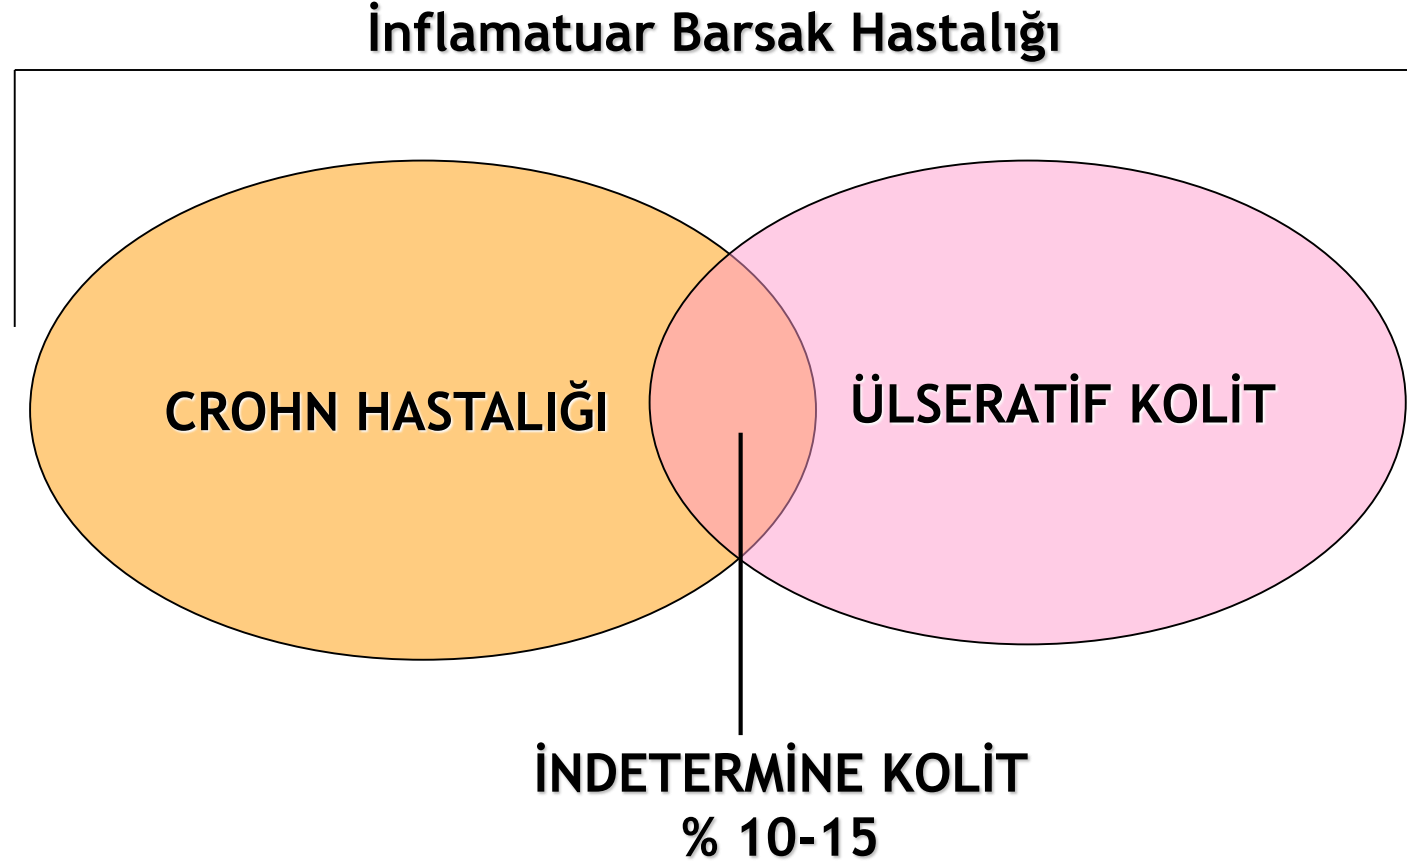 İnflamatuar Barsak Hastalığı
CROHN HASTALIĞI
ÜLSERATİF KOLİT
İNDETERMİNE KOLİT
% 10-15